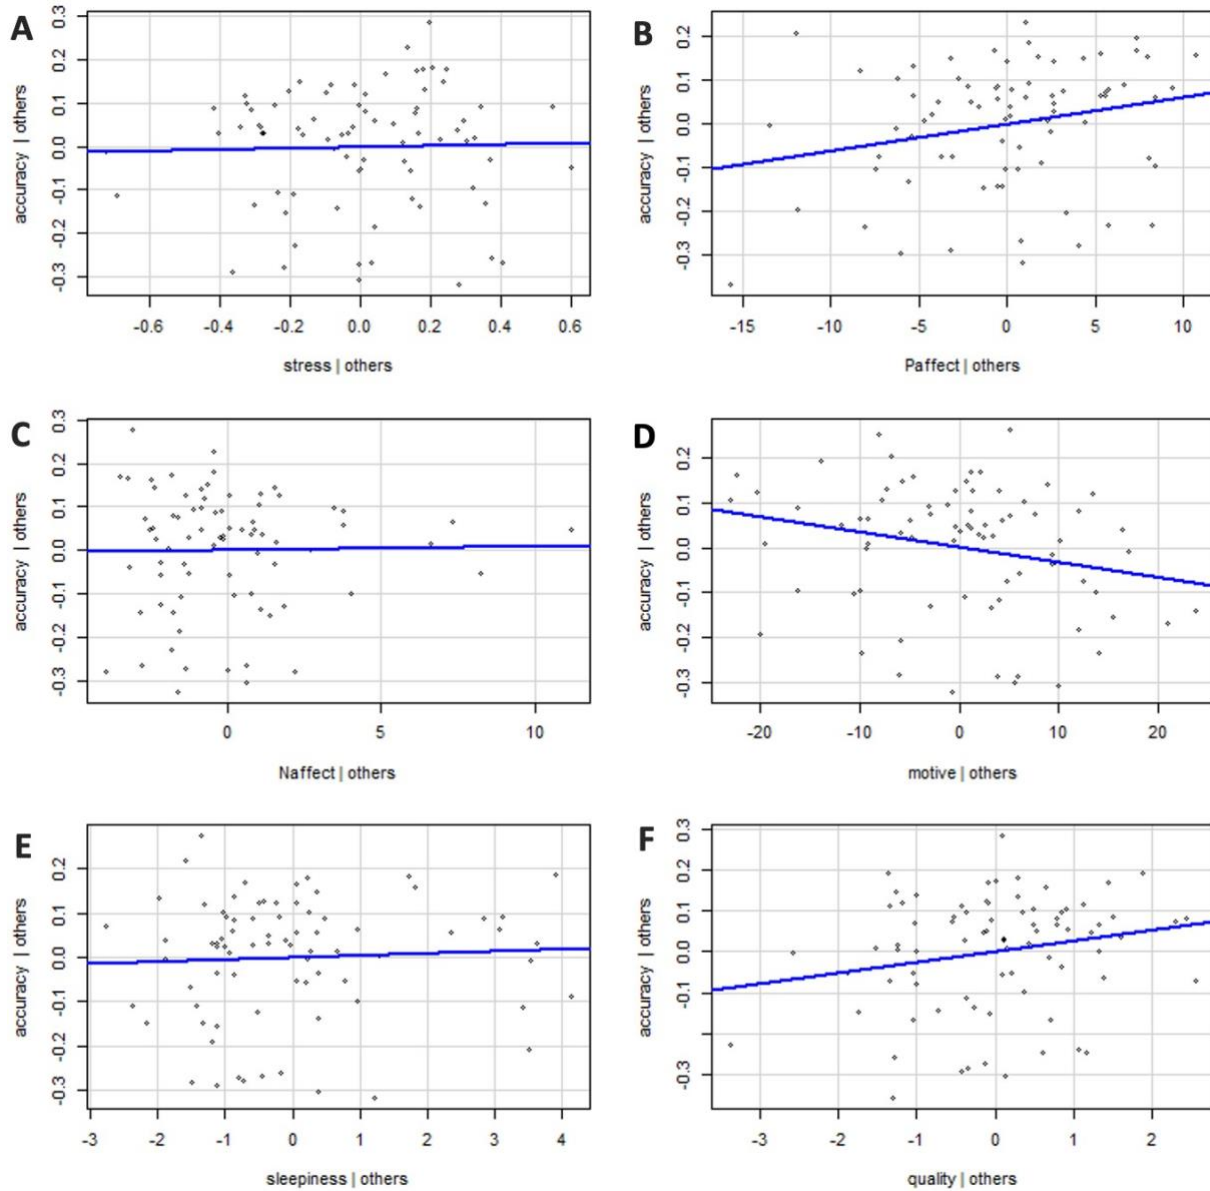 A
B
0.3
0.2
0.1
0.0
-0.1
-0.2
-0.3
accuracy | others
-0.6 -0.4 -0.2 0.0 0.2 0.4 0.6
stress | others
0.2
0.1
0.0
-0.1
-0.2
-0.3
accuracy | others
-15 -10 -5 0 5 10
Paffect | others
C
D
0.3
0.2
0.1
0.0
-0.1
-0.2
-0.3
accuracy | others
0 5 10
Naffect | others
0.2
0.1
0.0
-0.1
-0.2
-0.3
accuracy | others
-20 -10 0 10 20
motive | others
E
F
0.2
0.1
0.0
-0.1
-0.2
-0.3
accuracy | others
-3 -2 -1 0 1 2 3 4
sleepiness | others
0.3
0.2
0.1
0.0
-0.1
-0.3
accuracy | others
-3 -2 -1 0 1 2
quality | others